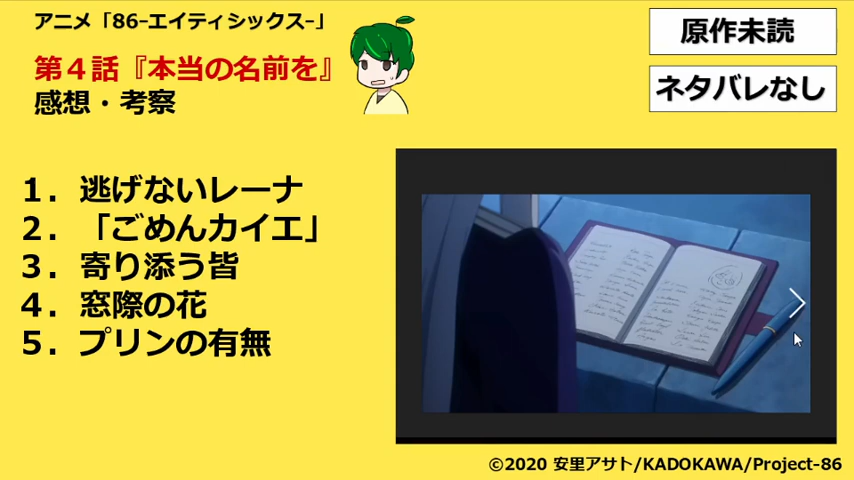 アニメ「86-エイティシックス-」
第４話『本当の名前を』
感想・考察
原作未読
ネタバレなし
１．逃げないレーナ
２．「ごめんカイエ」
３．寄り添う皆
４．窓際の花
５．プリンの有無
©2020 安里アサト/KADOKAWA/Project-86